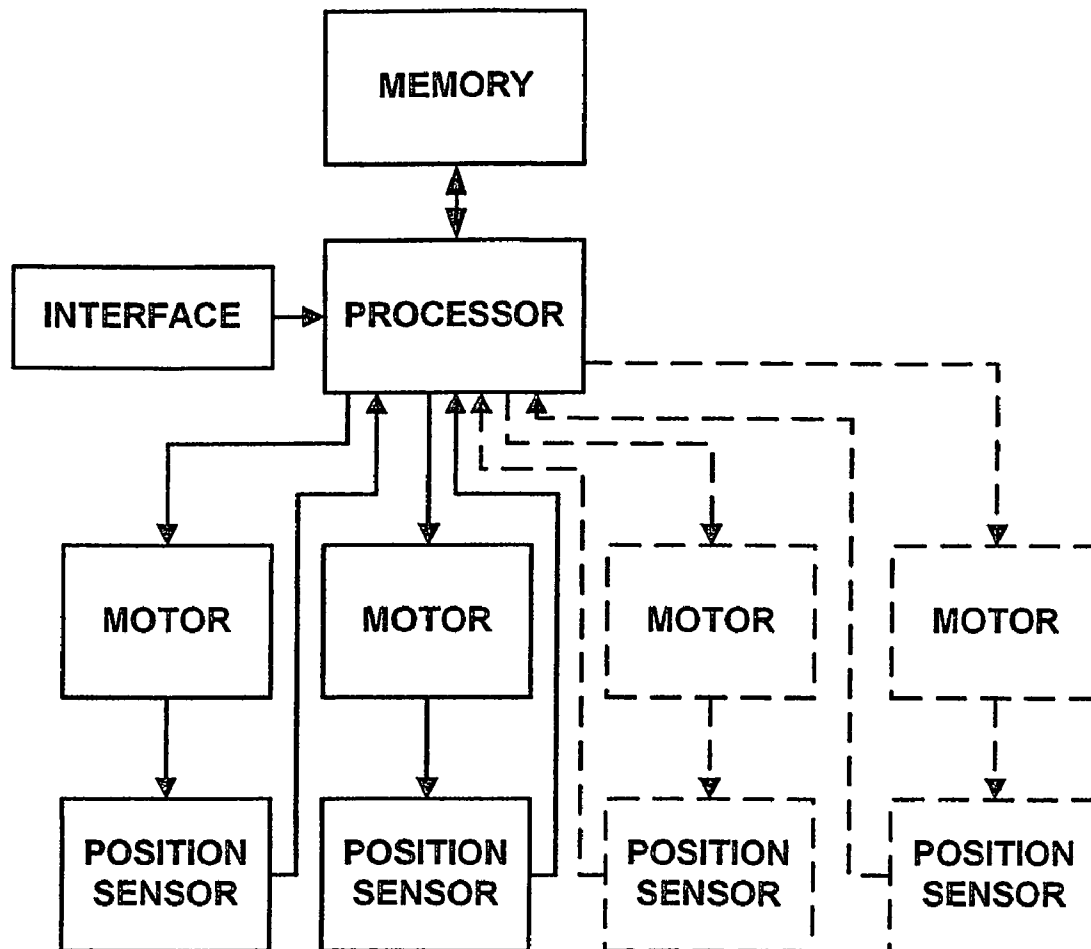 MEMORY
INTERFACE
PROCESSOR
MOTOR
MOTOR
MOTOR
MOTOR
POSITION
SENSOR
POSITION
SENSOR
POSITION
SENSOR
POSITION
SENSOR